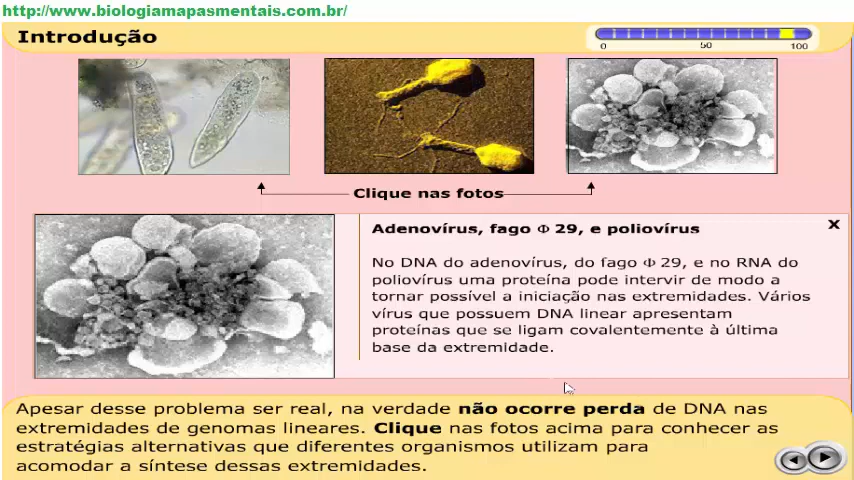 http://www.biologiamapasmentais.com.br/
Introdução
0 50 100
Clique nas fotos
Adenovírus, fago Φ 29, e poliovírus
X
No DNA do adenovírus, do fago Φ 29, e no RNA do
poliovírus uma proteína pode intervir de modo a
tornar possível a iniciação nas extremidades. Vários
vírus que possuem DNA linear apresentam
proteínas que se ligam covalentemente à última
base da extremidade.
Apesar desse problema ser real, na verdade não ocorre perda de DNA nas
extremidades de genomas lineares. Clique nas fotos acima para conhecer as
estratégias alternativas que diferentes organismos utilizam para
acomodar a síntese dessas extremidades.